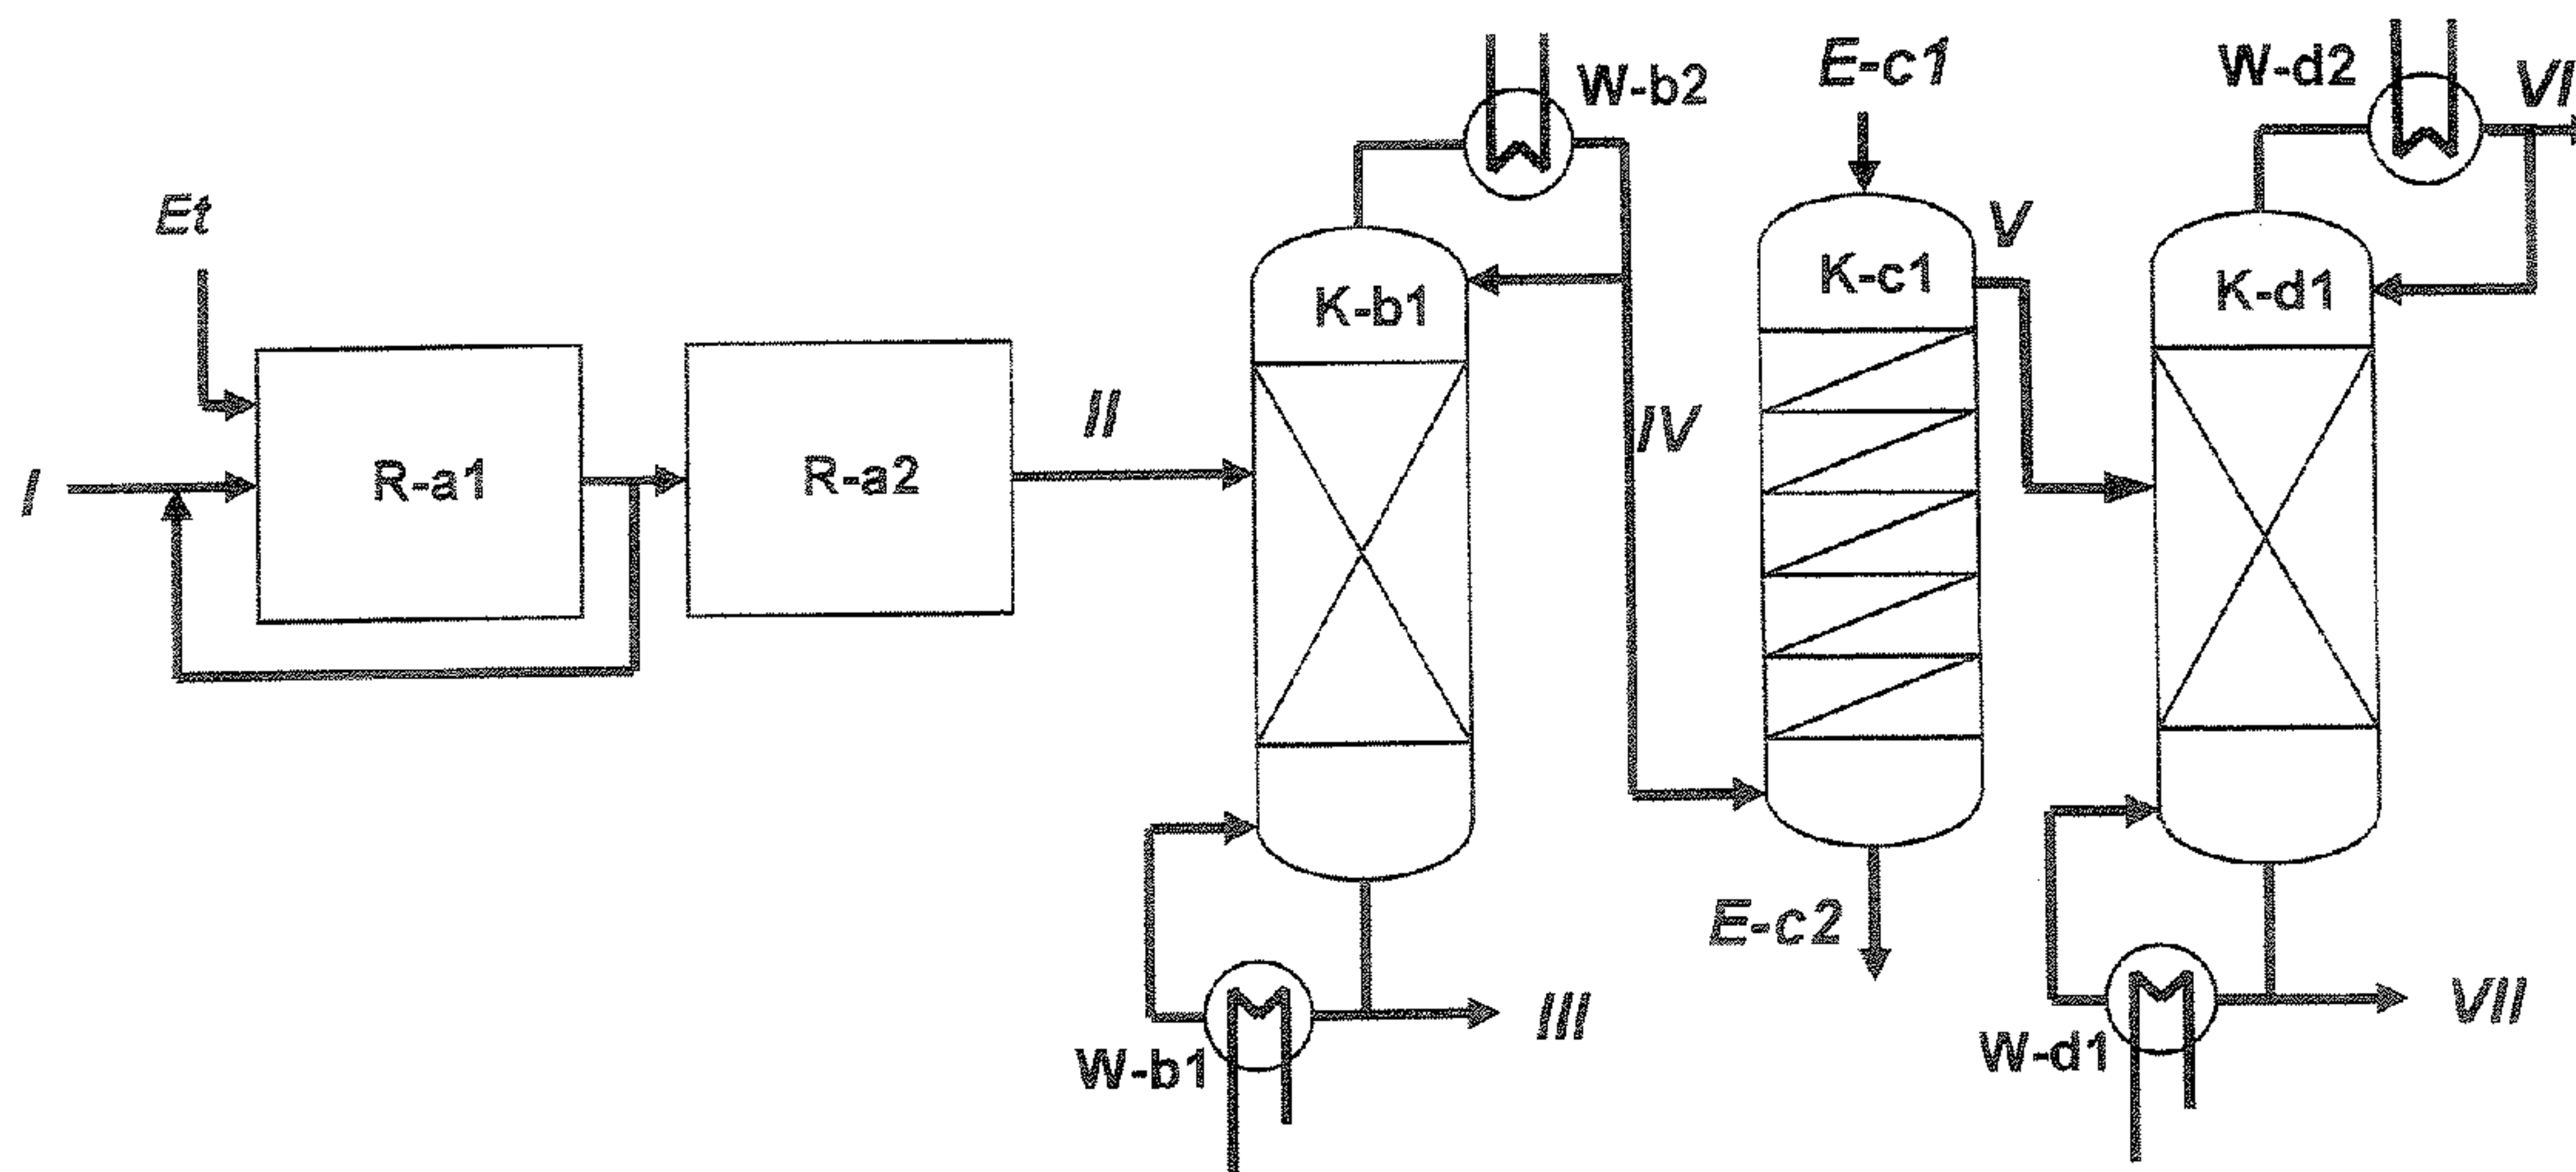 I
Et
R-a1
R-a2
II
K-b1
W-b1
III
W-b2
IV
E-c1
K-c1
E-c2
V
K-d1
W-d1
VII
W-d2
VI